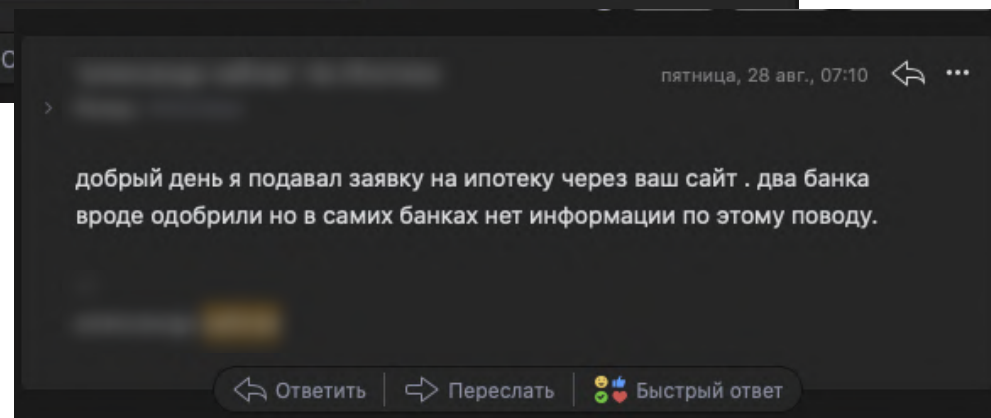 С
пятница, 28 авг., 07:10
добрый день я подавал заявку на ипотеку через ваш сайт . два банка
вроде одобрили но в самих банках нет информации по этому поводу.
Ответить
Переслать
Быстрый ответ